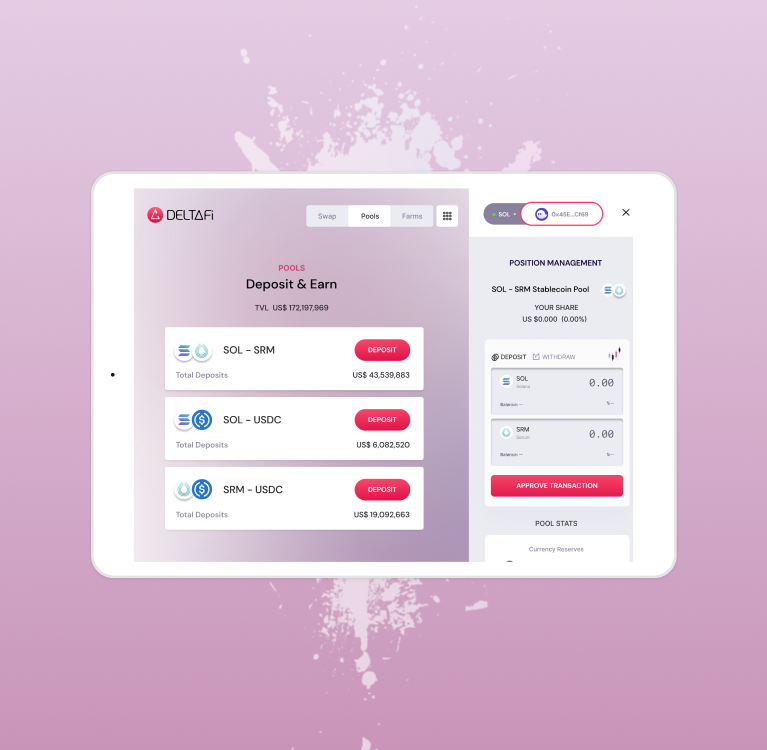 DELTAFi
Swap
Pools
Farms
POOLS
Deposit & Earn
TVL US$ 172,197,969
SOL - SRM
DEPOSIT
Total Deposits
US$ 43,539,883
SOL - USDC
DEPOSIT
Total Deposits
US$ 6,082,520
SRM - USDC
DEPOSIT
Total Deposits
US$ 19,092,663
SOL
0x45E...Cf69
POSITION MANAGEMENT
SOL - SRM Stablecoin Pool
YOUR SHARE
US $0.000 (0.00%)
DEPOSIT
WITHDRAW
SOL
Solana
0.00
Balance: —
%—
SRM
Serum
0.00
Balance: —
%—
APPROVE TRANSACTION
POOL STATS
Currency Reserves